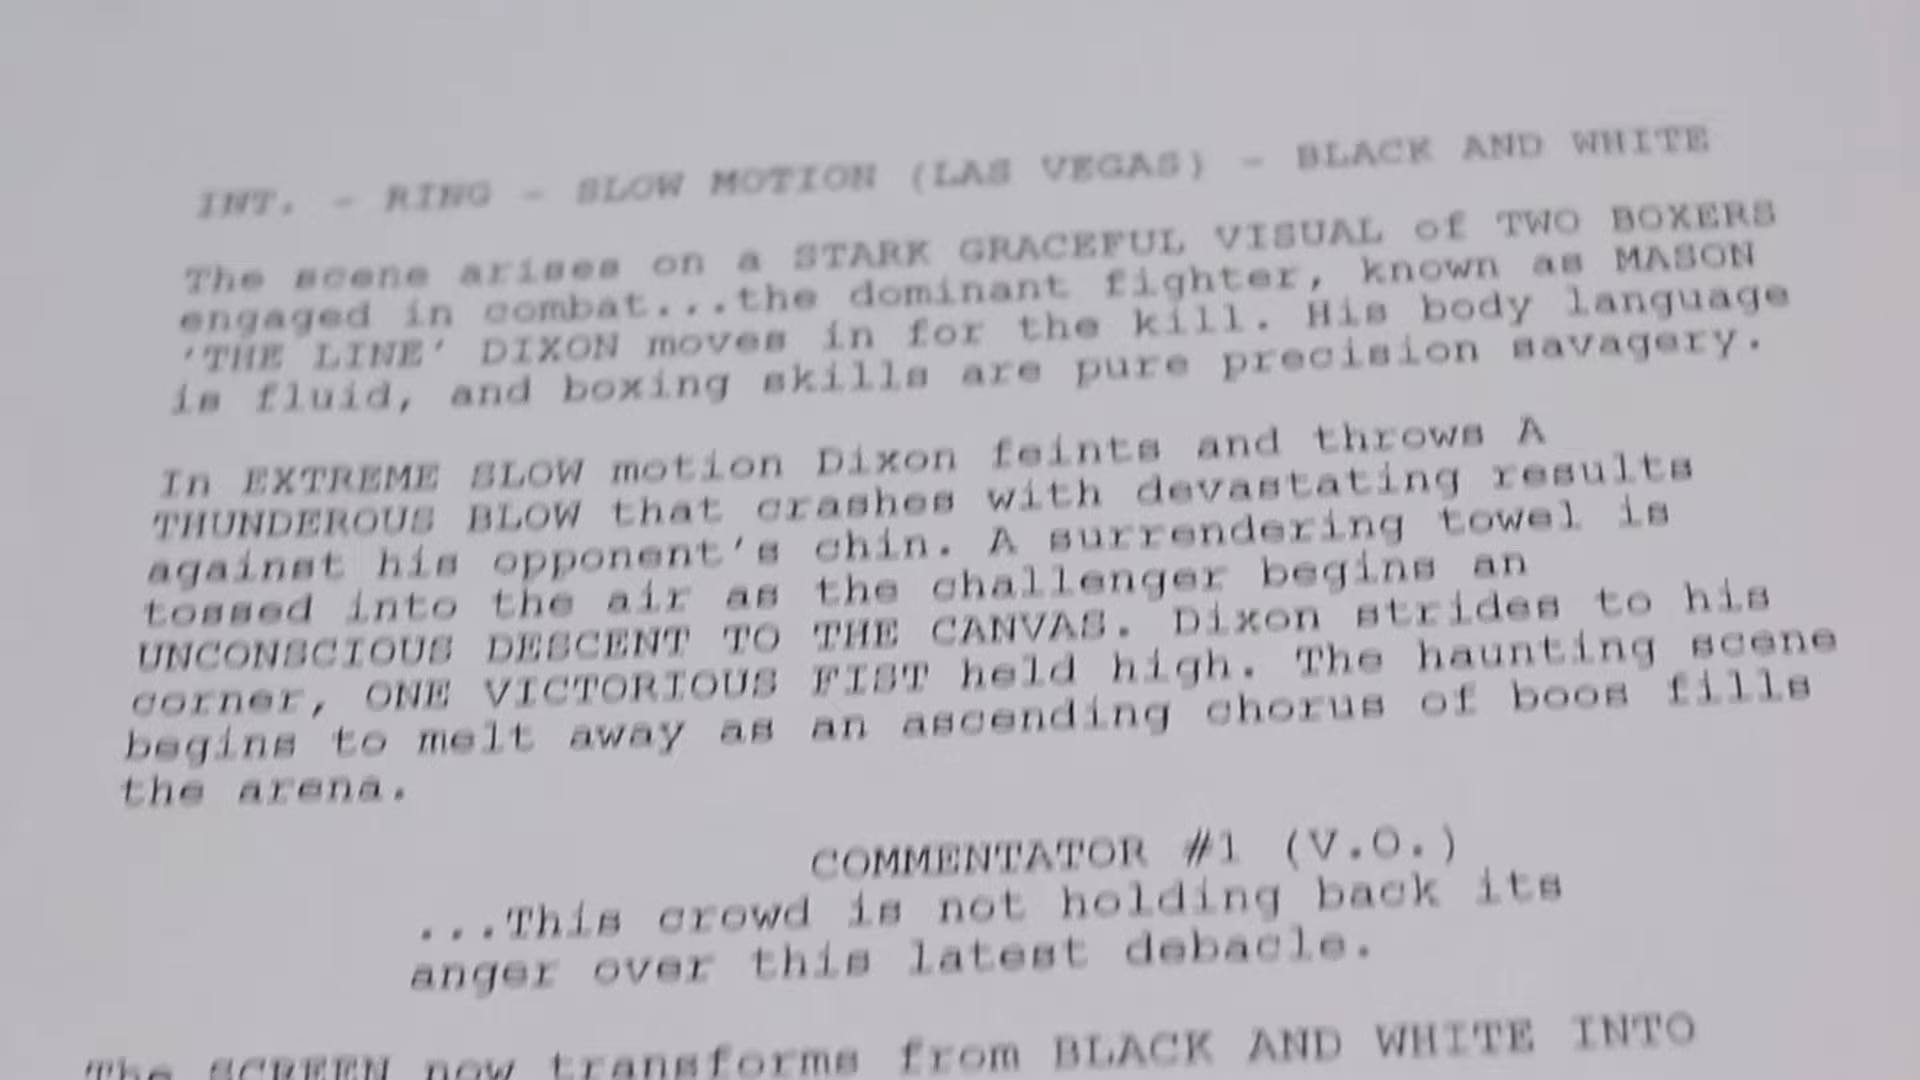 INT. - RING - SLOW MOTION (LAS VEGAS) - BLACK AND WHITE
The scene arises on a STARK GRACEFUL VISUAL of TWO BOXERS
engaged in combat...the dominant fighter, known as MASON
'THE LINE' DIXON moves in for the kill. His body language
is fluid, and boxing skills are pure precision savagery.
In EXTREME SLOW motion Dixon feints and throws A
THUNDEROUS BLOW that crashes with devastating results
against his opponent's chin. A surrendering towel is
tossed into the air as the challenger begins an
UNCONSCIOUS DESCENT TO THE CANVAS. Dixon strides to his
corner, ONE VICTORIOUS FIST held high. The haunting scene
begins to melt away as an ascending chorus of boos fills
the arena.
COMMENTATOR #1 (V.O.)
...This crowd is not holding back its
anger over this latest debacle.
The SCREEN now transforms from BLACK AND WHITE INTO